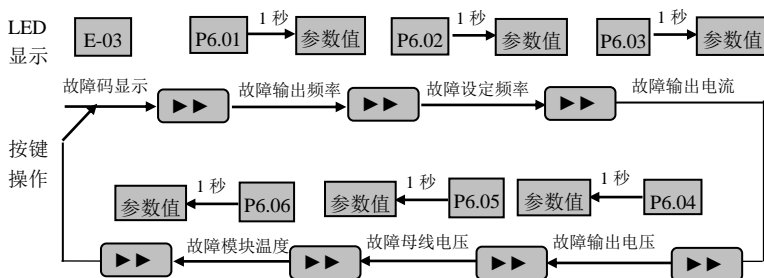 LED
显示
E-03
P6.01
1 秒
参数值
P6.02
1 秒
参数值
P6.03
1 秒
参数值
故障码显示
►►
故障输出频率
►►
故障设定频率
►►
故障输出电流
按键
操作
参数值
1 秒
P6.06
参数值
1 秒
P6.05
参数值
1 秒
P6.04
►►
故障模块温度
►►
故障母线电压
►►
故障输出电压
►►